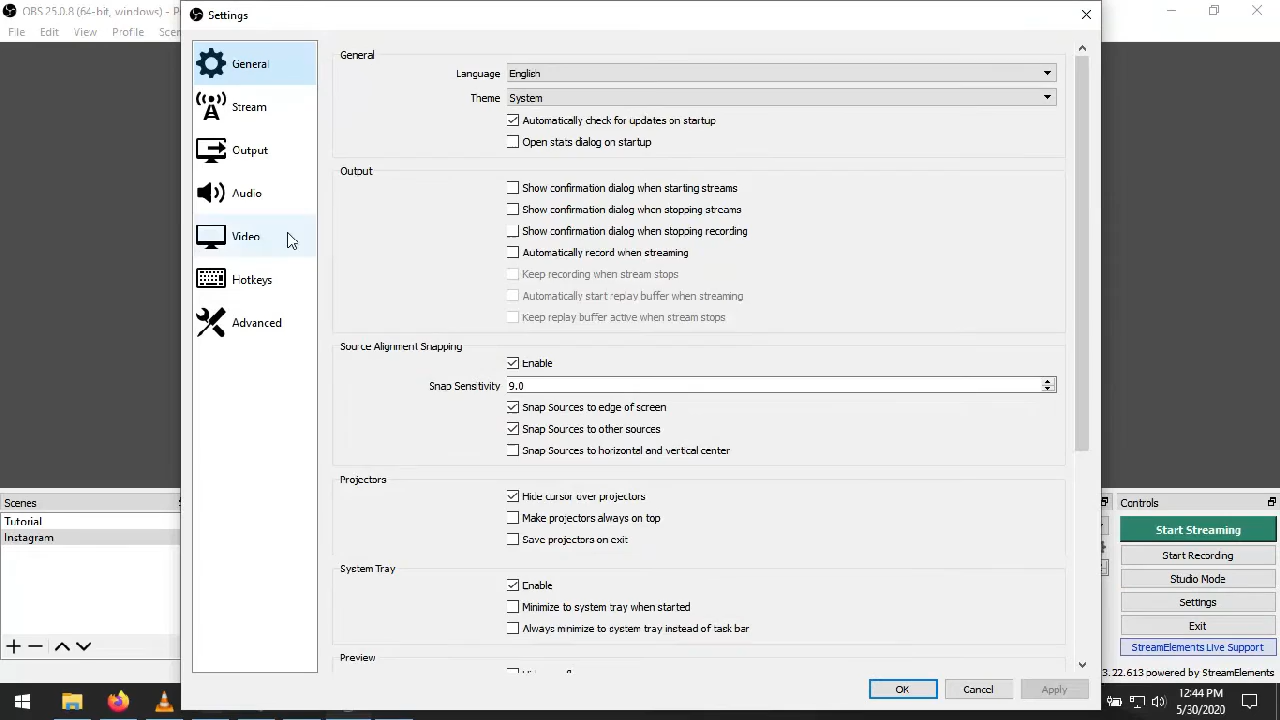 OBS 25.0.8 (64-bit, windows) - P
Settings
File Edit View Profile Scen
General
Stream
Output
Audio
Video
Hotkeys
Advanced
General
Language English
Theme System
Automatically check for updates on startup
Open stats dialog on startup
Output
Show confirmation dialog when starting streams
Show confirmation dialog when stopping streams
Show confirmation dialog when stopping recording
Automatically record when streaming
Keep recording when stream stops
Automatically start replay buffer when streaming
Keep replay buffer active when stream stops
Source Alignment Snapping
Enable
Snap Sensitivity 9.0
Snap Sources to edge of screen
Snap Sources to other sources
Snap Sources to horizontal and vertical center
Projectors
Hide cursor over projectors
Make projectors always on top
Save projectors on exit
System Tray
Enable
Minimize to system tray when started
Always minimize to system tray instead of task bar
Preview
OK Cancel Apply
Scenes
Tutorial
Instagram
Controls
Start Streaming
Start Recording
Studio Mode
Settings
Exit
StreamElements Live Support
3.22.613 powered by StreamElements
12:44 PM
5/30/2020